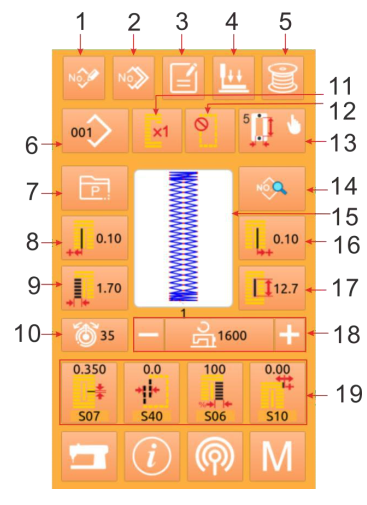 1 2 3 4 5
No No
11
12
6 001 ×1 5 13
7 P No 14
15
8 0.10 0.10 16
9 1.70 12.7 17
1
10 35 − 1600 + 18
0.350 0.0 100 0.00
% 19
S07 S40 S06 S10
i M